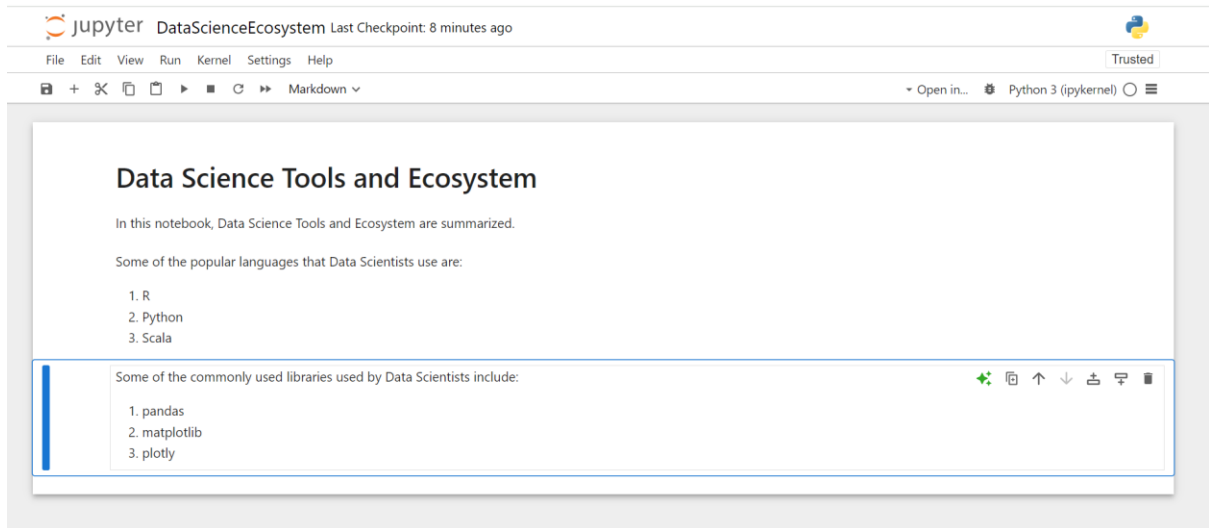 jupyter DataScienceEcosystem Last Checkpoint: 8 minutes ago
File Edit View Run Kernel Settings Help Trusted
Markdown Open in... Python 3 (ipykernel)
Data Science Tools and Ecosystem
In this notebook, Data Science Tools and Ecosystem are summarized.
Some of the popular languages that Data Scientists use are:
1. R
2. Python
3. Scala
Some of the commonly used libraries used by Data Scientists include:
1. pandas
2. matplotlib
3. plotly